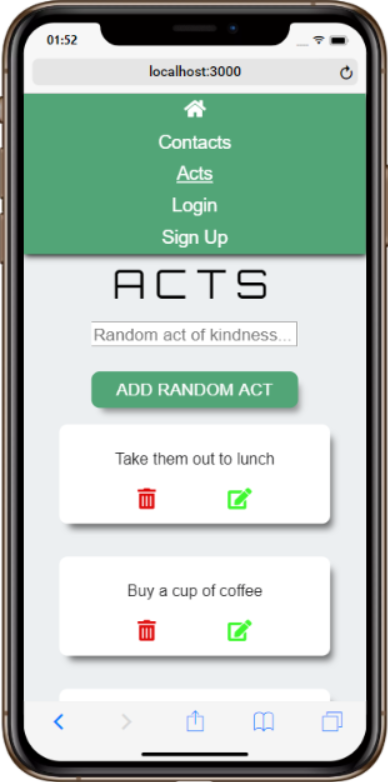 01:52
localhost:3000
Contacts
Acts
Login
Sign Up
ACTS
Random act of kindness...
ADD RANDOM ACT
Take them out to lunch
Buy a cup of coffee